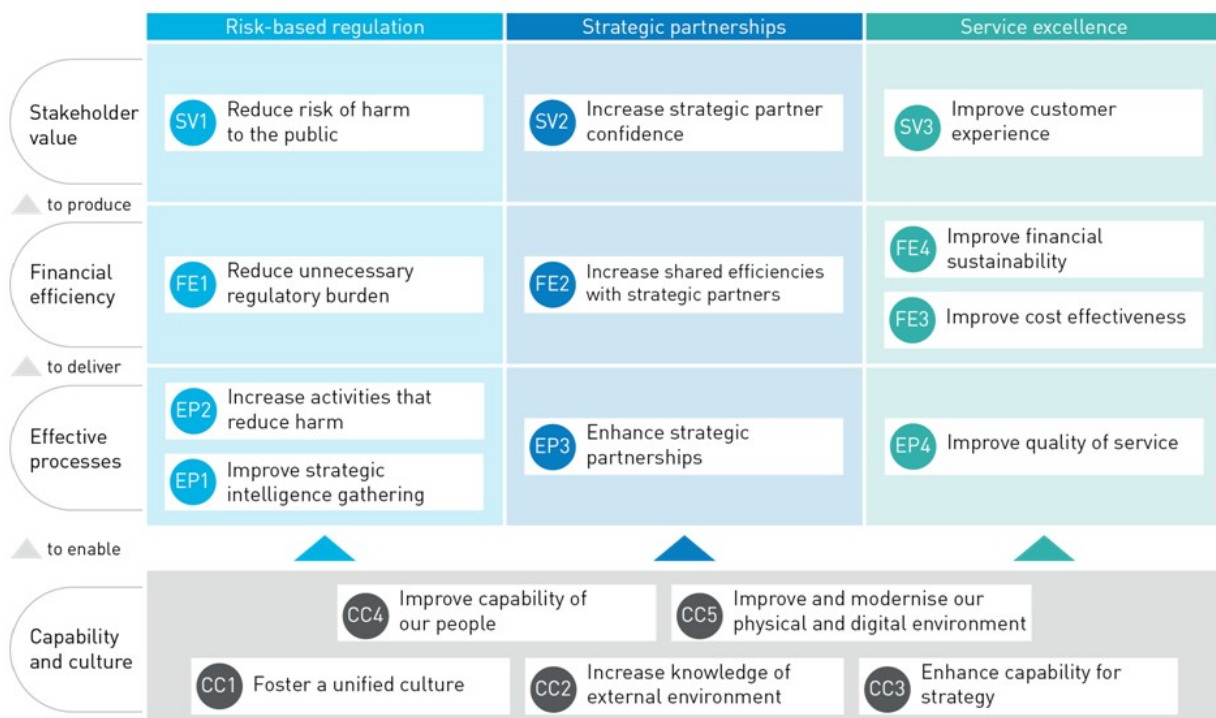 Risk-based regulation
Strategic partnerships
Service excellence
Stakeholder
value
SV1
Reduce risk of harm
to the public
SV2
Increase strategic partner
confidence
SV3
Improve customer
experience
to produce
Financial
efficiency
FE1
Reduce unnecessary
regulatory burden
FE2
Increase shared efficiencies
with strategic partners
FE4
Improve financial
sustainability
FE3
Improve cost effectiveness
to deliver
Effective
processes
EP2
Increase activities that
reduce harm
EP1
Improve strategic
intelligence gathering
EP3
Enhance strategic
partnerships
EP4
Improve quality of service
to enable
Capability
and culture
CC4
Improve capability of
our people
CC5
Improve and modernise our
physical and digital environment
CC1
Foster a unified culture
CC2
Increase knowledge of
external environment
CC3
Enhance capability for
strategy